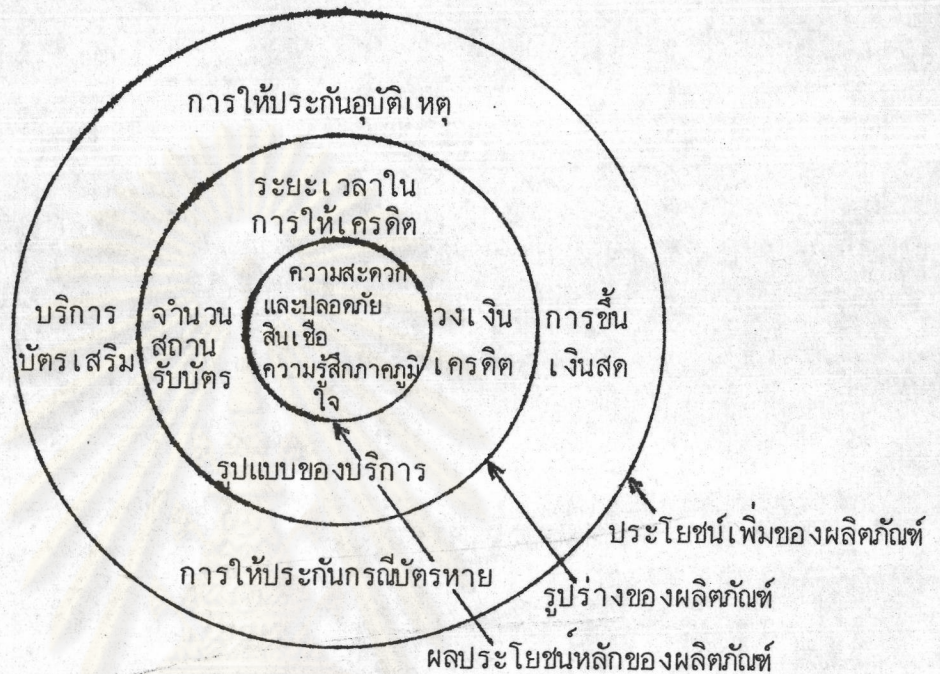 การให้ประกันอุบัติเหตุ
ระยะเวลาใน
การให้เครดิต
ความสะดวก
และปลอดภัย
สินเชื่อ
ความรู้สึกภาคภูมิ
ใจ
บริการ
บัตรเสริม
จำนวน
สถาน
รับบัตร
วงเงิน
เครดิต
การขึ้น
เงินสด
รูปแบบของบริการ
การให้ประกันกรณีบัตรหาย
ประโยชน์เพิ่มของผลิตภัณฑ์
รูปร่างของผลิตภัณฑ์
ผลประโยชน์หลักของผลิตภัณฑ์